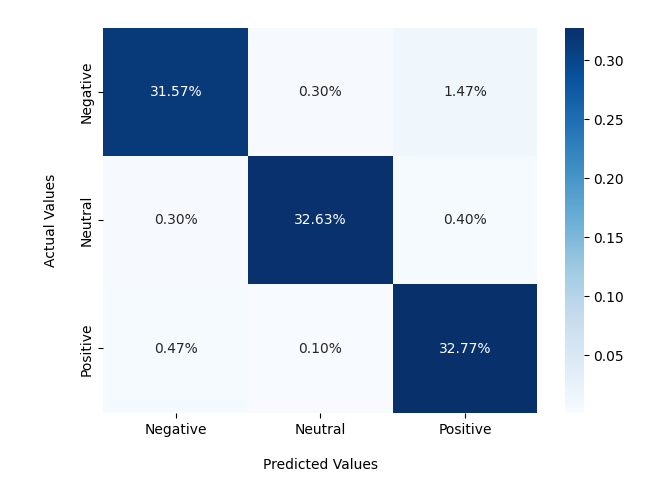 Negative
31.57%
0.30%
1.47%
0.30
0.25
Neutral
0.30%
32.63%
0.40%
0.20
Actual Values
0.15
0.10
Positive
0.47%
0.10%
32.77%
0.05
Negative
Neutral
Positive
Predicted Values